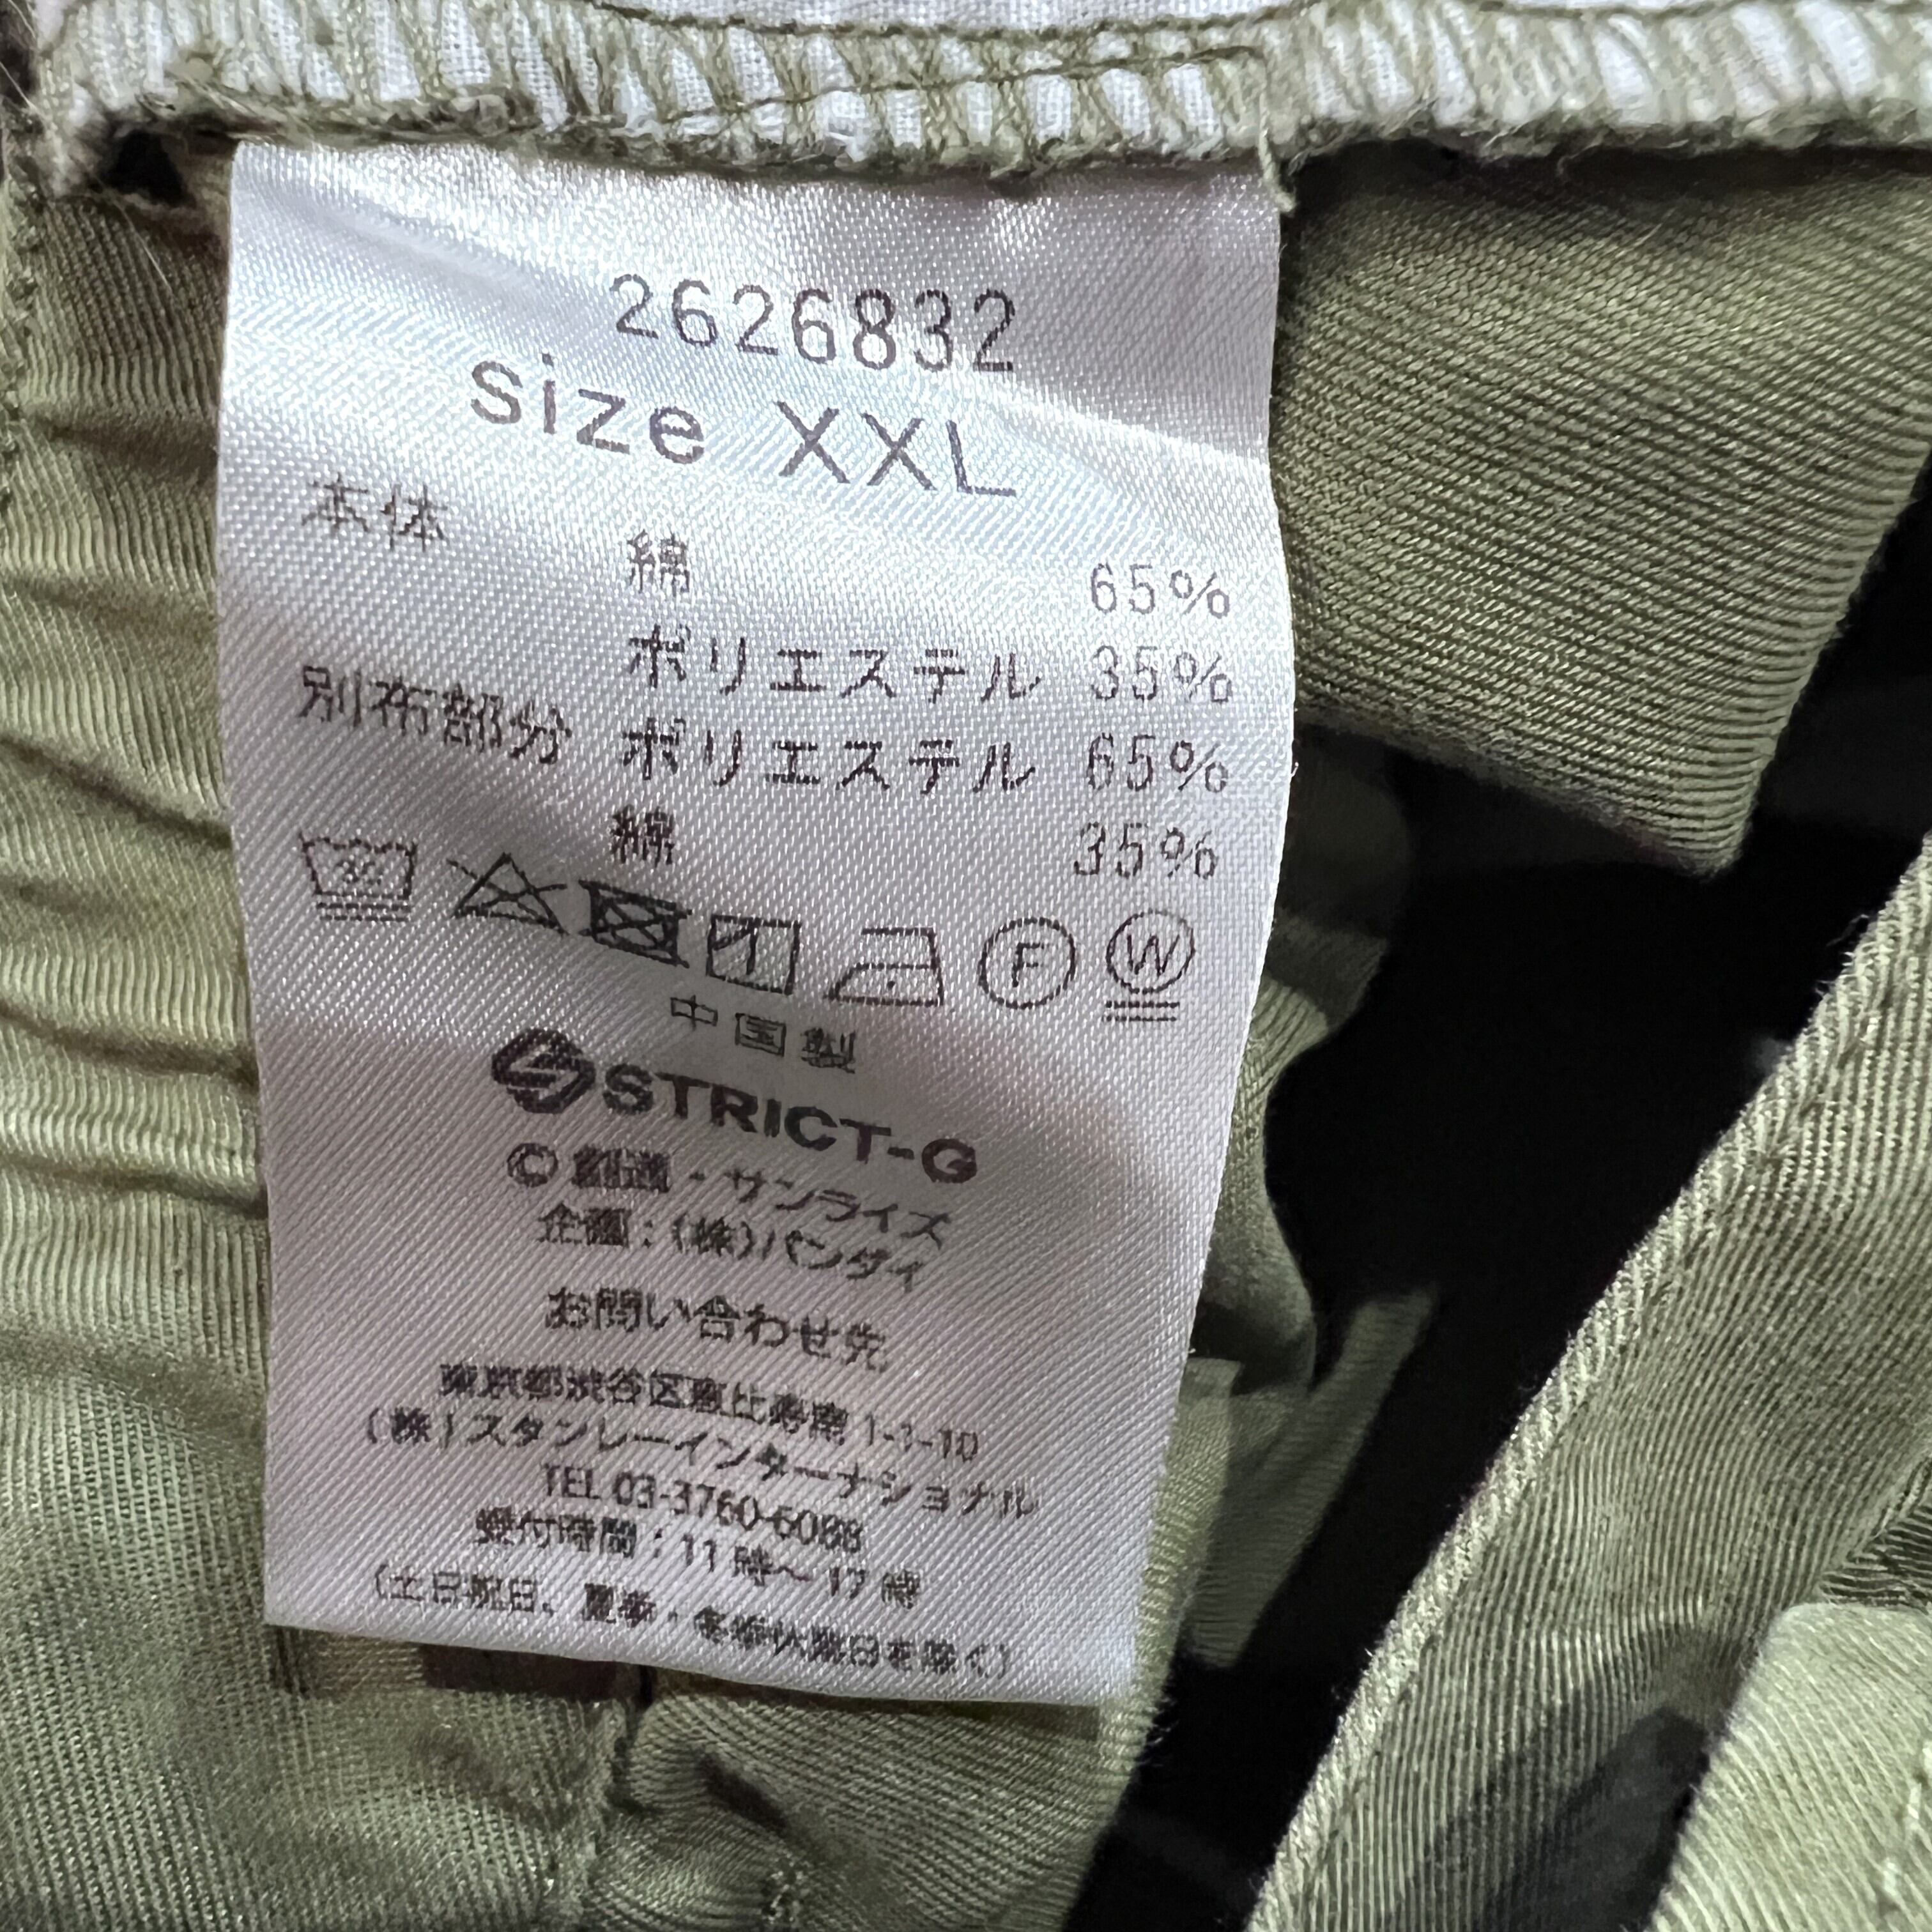 2626832
size XXL
本体 綿 65%
ポリエステル 35%
別布部分 ポリエステル 65%
綿 35%
F W
中国製
STRICT-G
© 創通・サンライズ
企画：(株)バンダイ
お問い合わせ先
東京都渋谷区恵比寿南 1-1-10
(株)スタンレーインターナショナル
TEL 03-3760-6088
受付時間：11時～17時
(土日祝日、夏季・冬季休業日を除く)